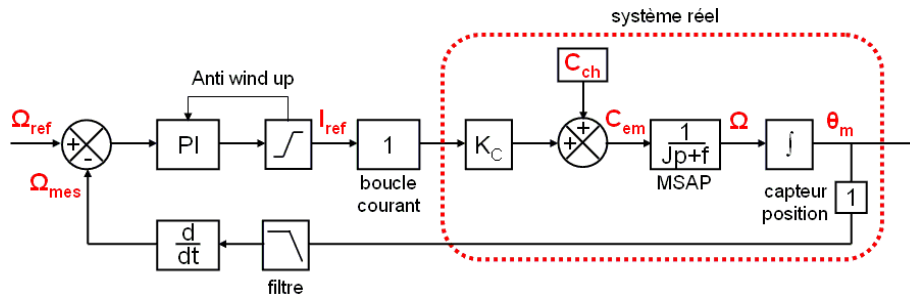 système réel
C_ch
Anti wind up
Ω_ref
I_ref
C_em
Ω
θ_m
+
+
-
PI
1
K_C
+
+
1
Jp+f
∫
boucle
courant
MSAP
capteur
position
1
Ω_mes
d
dt
filtre